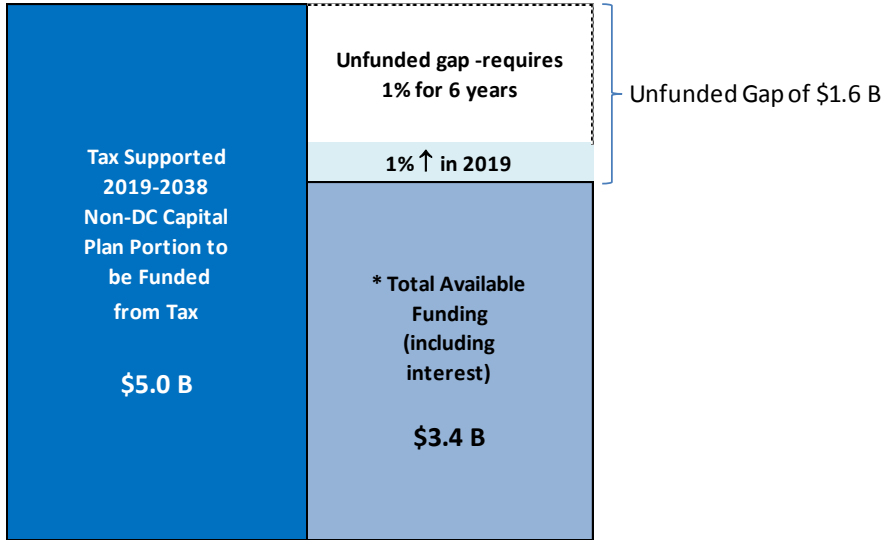 Tax Supported
2019-2038
Non-DC Capital
Plan Portion to
be Funded
from Tax
$5.0 B
Unfunded gap -requires
1% for 6 years
1% ↑ in 2019
* Total Available
Funding
(including
interest)
$3.4 B
Unfunded Gap of $1.6 B